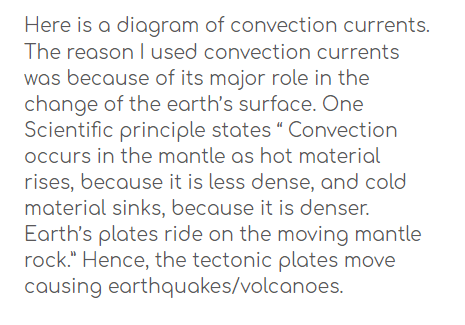 Here is a diagram of convection currents.
The reason I used convection currents
was because of its major role in the
change of the earth's surface. One
Scientific principle states “ Convection
occurs in the mantle as hot material
rises, because it is less dense, and cold
material sinks, because it is denser.
Earth's plates ride on the moving mantle
rock.” Hence, the tectonic plates move
causing earthquakes/volcanoes.